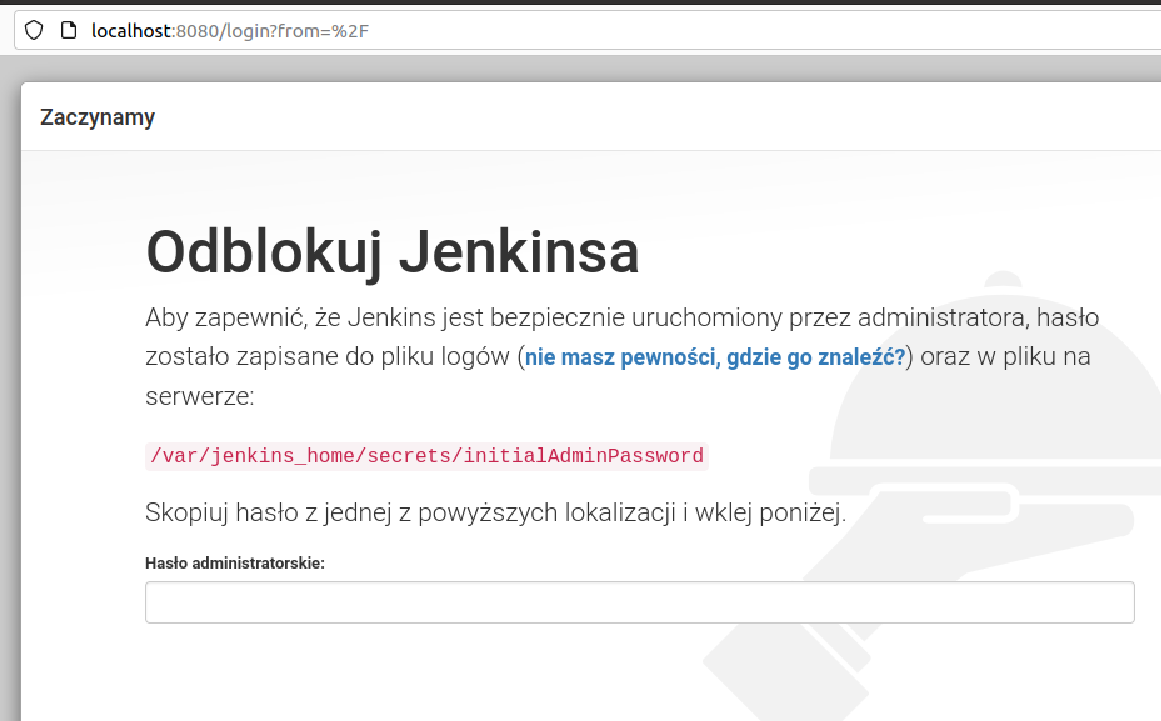 localhost:8080/login?from=%2F
Zaczynamy
Odblokuj Jenkinsa
Aby zapewnić, że Jenkins jest bezpiecznie uruchomiony przez administratora, hasło
zostało zapisane do pliku logów (nie masz pewności, gdzie go znaleźć?) oraz w pliku na
serwerze:
/var/jenkins_home/secrets/initialAdminPassword
Skopiuj hasło z jednej z powyższych lokalizacji i wklej poniżej.
Hasło administratorskie: